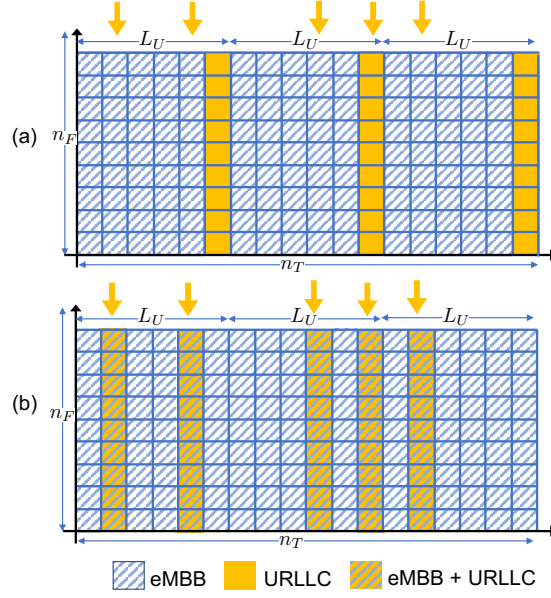 L_U L_U L_U
(a)
n_F
n_T
L_U L_U L_U
(b)
n_F
n_T
eMBB URLLC eMBB + URLLC